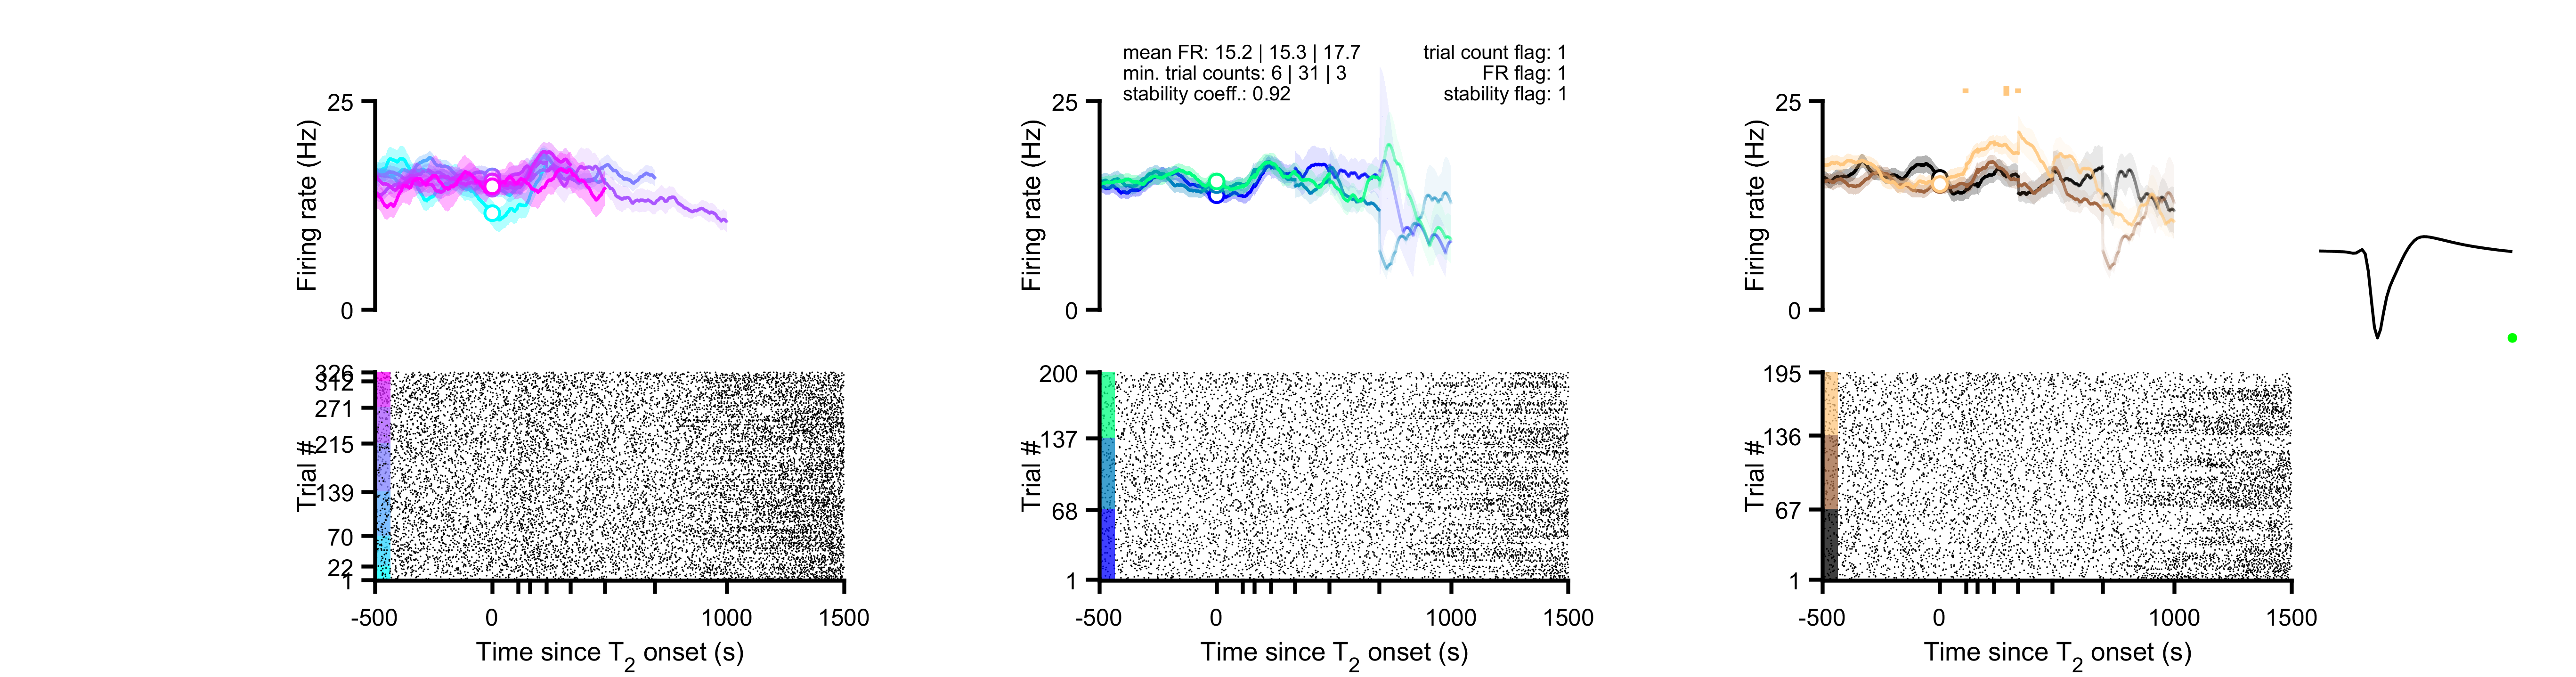 mean FR: 15.2 | 15.3 | 17.7
min. trial counts: 6 | 31 | 3
stability coeff.: 0.92
trial count flag: 1
FR flag: 1
stability flag: 1
25
Firing rate (Hz)
0
25
Firing rate (Hz)
0
25
Firing rate (Hz)
0
326
342
271
215
139
70
22
1
Trial #
-500
0
1000
1500
Time since T2 onset (s)
200
137
68
1
Trial #
-500
0
1000
1500
Time since T2 onset (s)
195
136
67
1
Trial #
-500
0
1000
1500
Time since T2 onset (s)